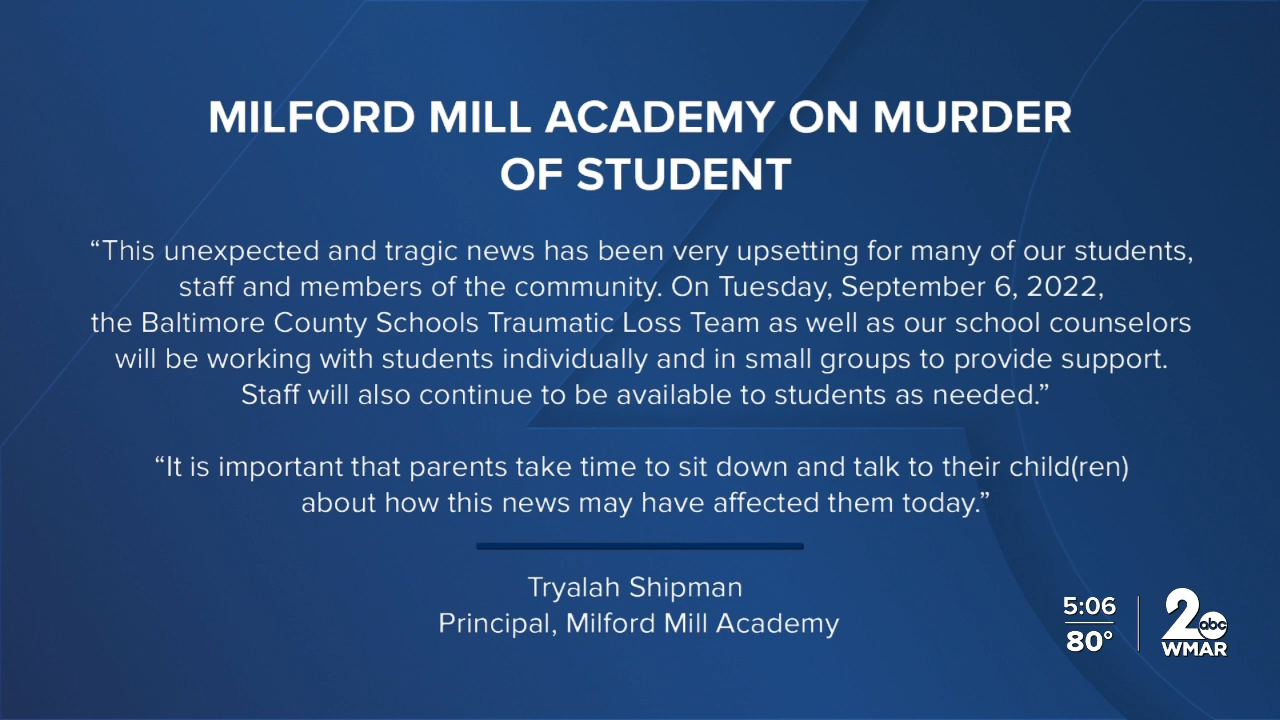 MILFORD MILL ACADEMY ON MURDER
OF STUDENT
“This unexpected and tragic news has been very upsetting for many of our students,
staff and members of the community. On Tuesday, September 6, 2022,
the Baltimore County Schools Traumatic Loss Team as well as our school counselors
will be working with students individually and in small groups to provide support.
Staff will also continue to be available to students as needed.”
“It is important that parents take time to sit down and talk to their child(ren)
about how this news may have affected them today.”
Tryalah Shipman
Principal, Milford Mill Academy
5:06
80°
2
abc
WMAR